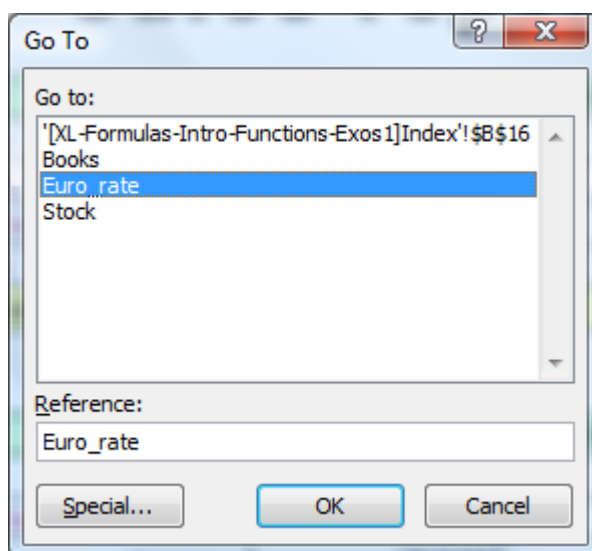 Go To
Go to:
'[XL-Formulas-Intro-Functions-Exos1]Index'!$B$16
Books
Euro_rate
Stock
Reference:
Euro_rate
Special...
OK
Cancel